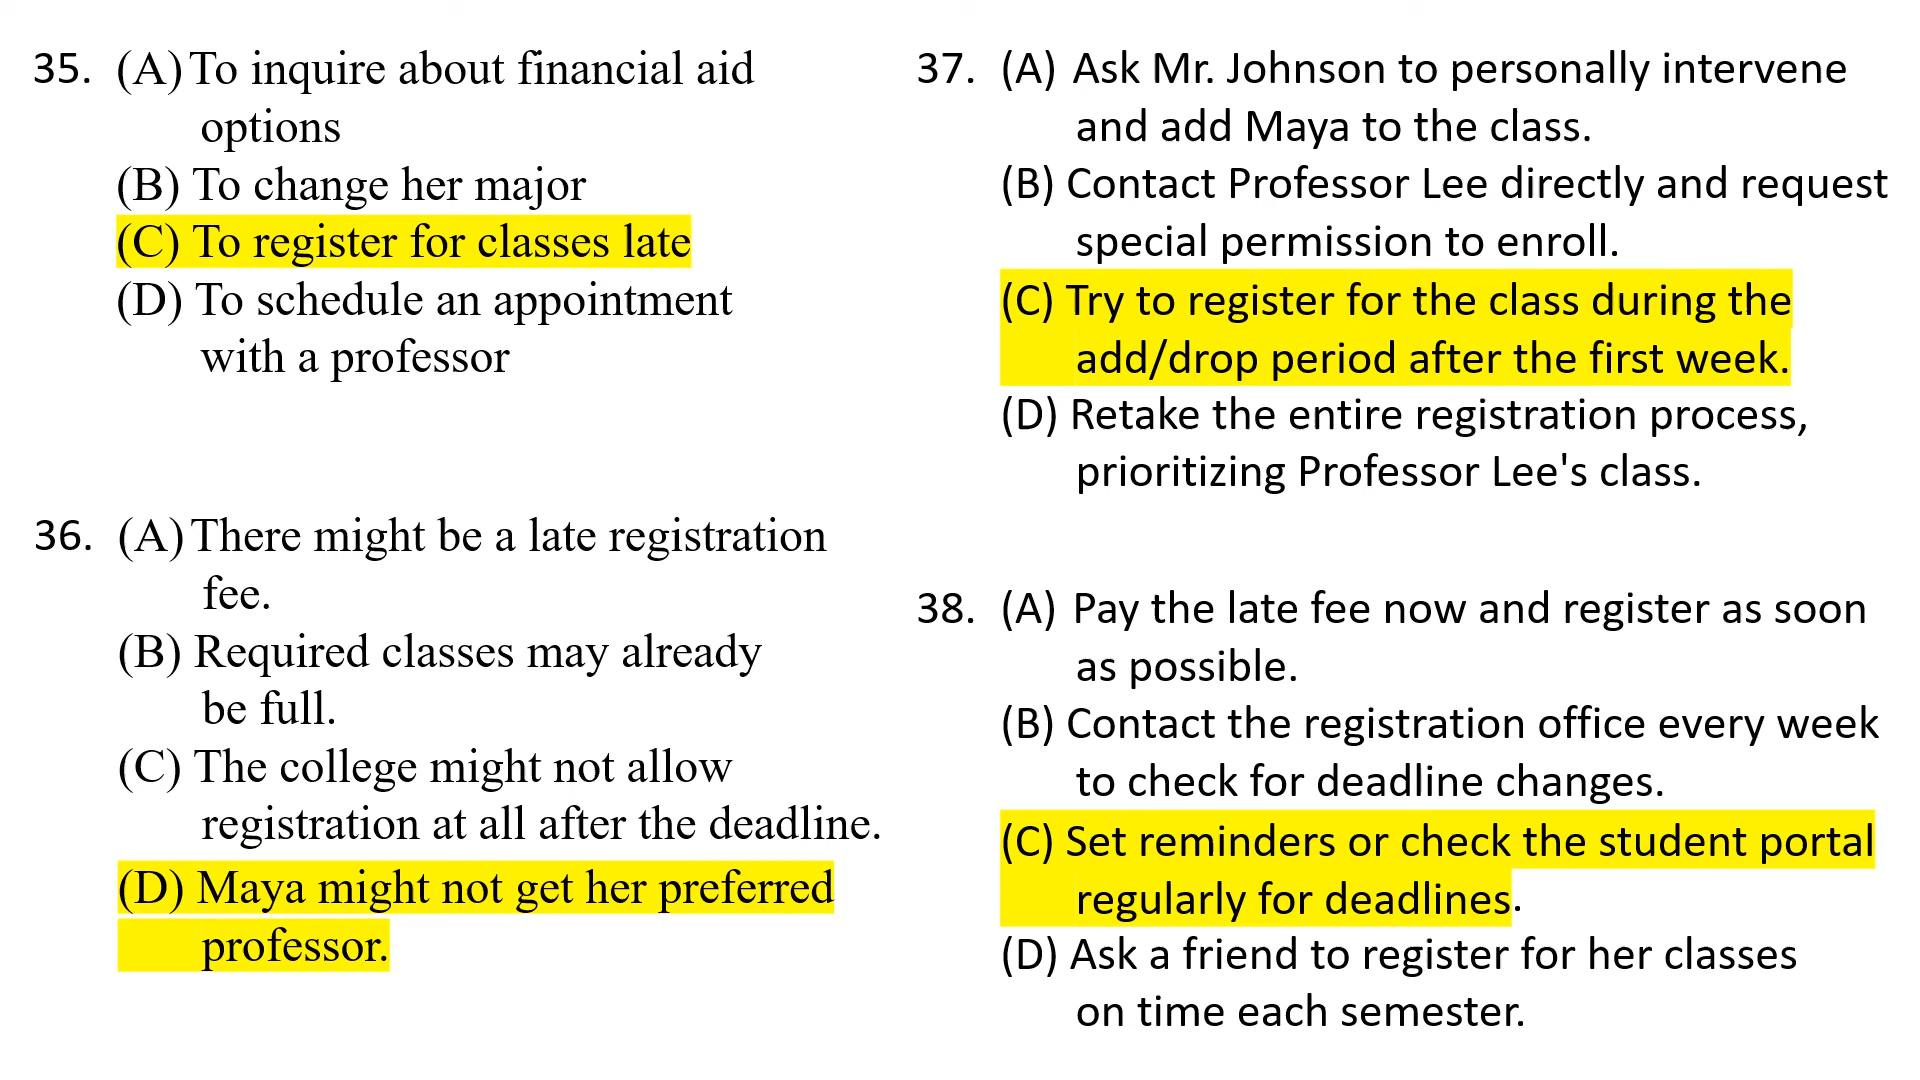 35. (A) To inquire about financial aid
options
(B) To change her major
(C) To register for classes late
(D) To schedule an appointment
with a professor
36. (A) There might be a late registration
fee.
(B) Required classes may already
be full.
(C) The college might not allow
registration at all after the deadline.
(D) Maya might not get her preferred
professor.
37. (A) Ask Mr. Johnson to personally intervene
and add Maya to the class.
(B) Contact Professor Lee directly and request
special permission to enroll.
(C) Try to register for the class during the
add/drop period after the first week.
(D) Retake the entire registration process,
prioritizing Professor Lee's class.
38. (A) Pay the late fee now and register as soon
as possible.
(B) Contact the registration office every week
to check for deadline changes.
(C) Set reminders or check the student portal
regularly for deadlines.
(D) Ask a friend to register for her classes
on time each semester.